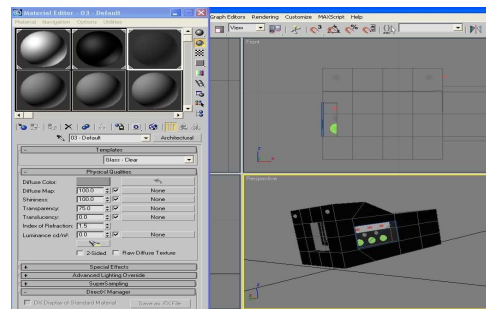 Material Editor - 03 - Default
Material Navigation Options Utilities
Graph Editors Rendering Customize MAXScript Help
View
Front
03 - Default
Architectural
Templates
Glass - Clear
Physical Qualities
Diffuse Color:
Diffuse Map: 100.0 None
Shininess: 100.0 None
Transparency: 75.0 None
Translucency: 0.0 None
Index of Refraction: 1.5
Luminance cd/m²: 0.0 None
2-Sided Raw Diffuse Texture
Special Effects
Advanced Lighting Override
SuperSampling
DirectX Manager
DX Display of Standard Material Save as .FX File
Perspective